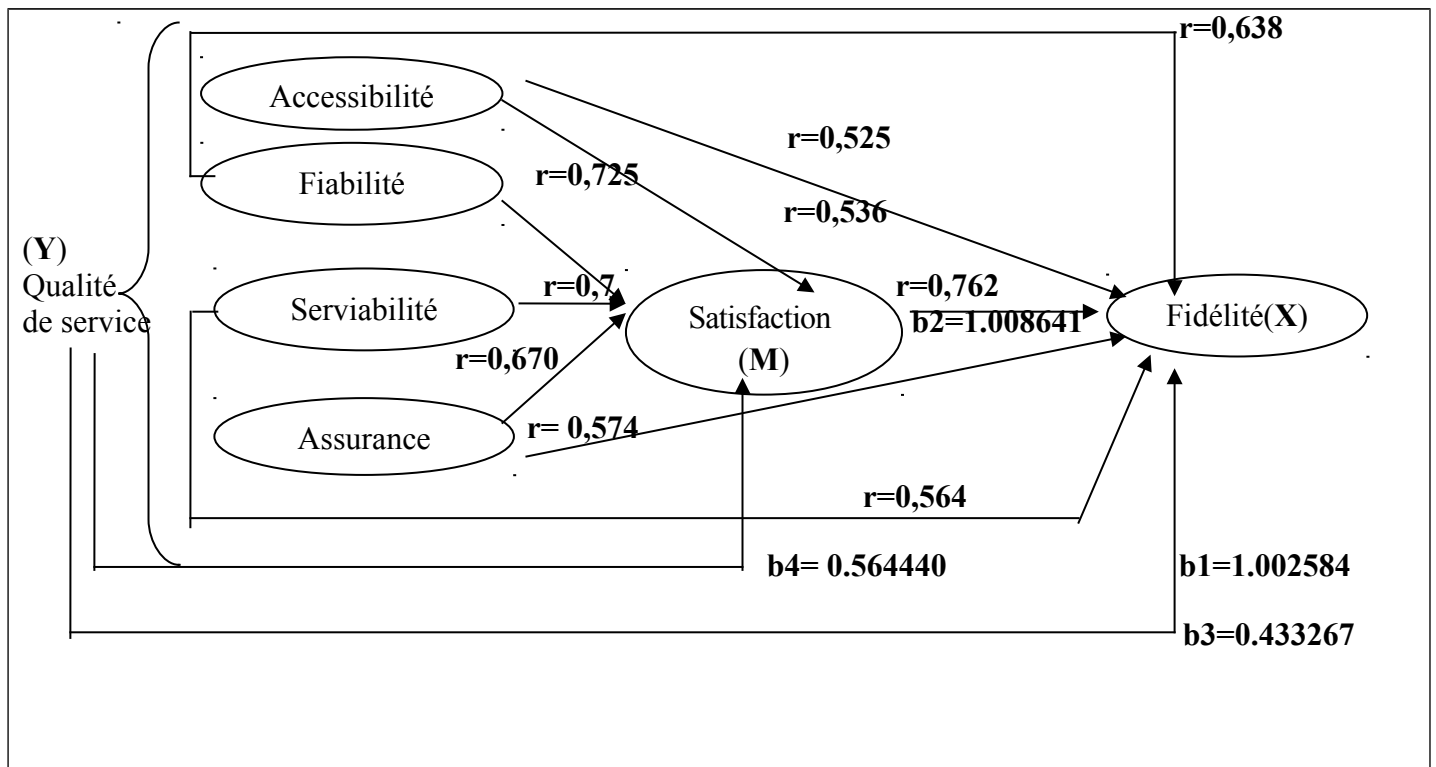 r=0,638
Accessibilité
r=0,525
Fiabilité
r=0,725
r=0,536
(Y)
Qualité
de service
Serviabilité
r=0,7
Satisfaction
(M)
r=0,762
b2=1.008641
Fidélité(X)
r=0,670
Assurance
r= 0,574
r=0,564
b4= 0.564440
b1=1.002584
b3=0.433267